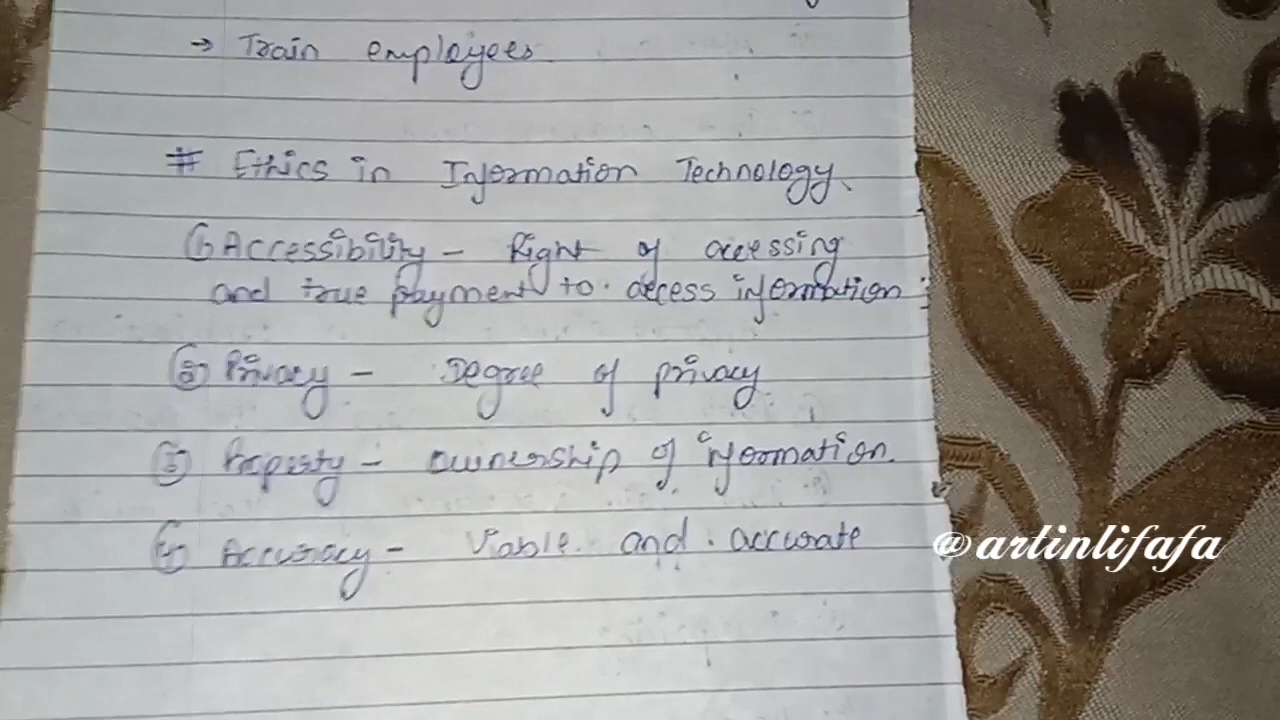 → Train employees
# Ethics in Information Technology
① Accessibility - Right of accessing
and true payment to access information
② Privacy - Degree of privacy
③ Property - ownership of information.
④ Accuracy - Viable and accurate
@artinlifafa